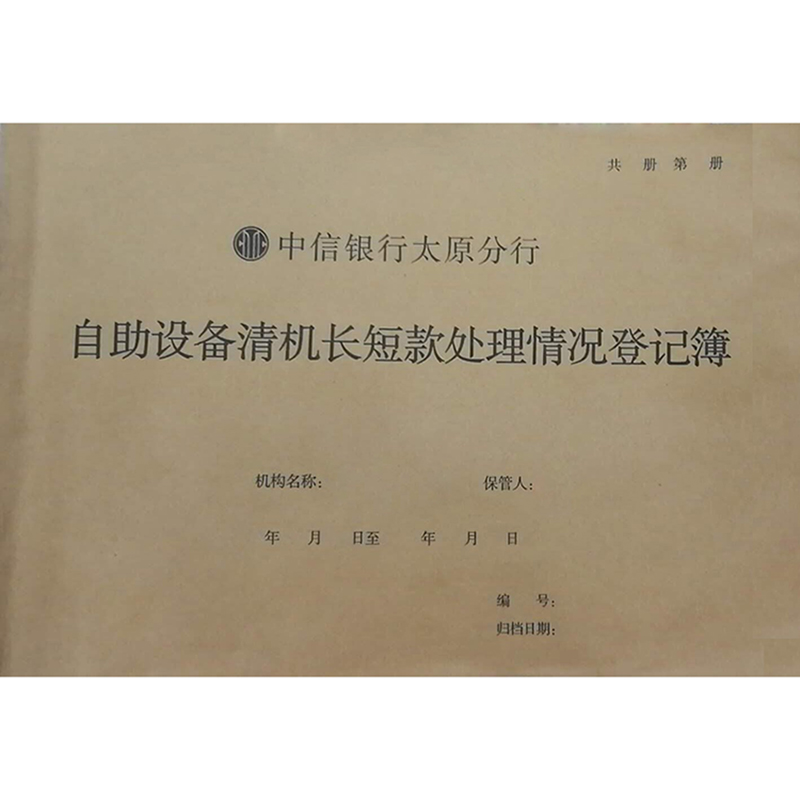 共 册 第 册
中信银行太原分行
自助设备清机长短款处理情况登记簿
机构名称: 保管人:
年 月 日至 年 月 日
编 号:
归档日期: